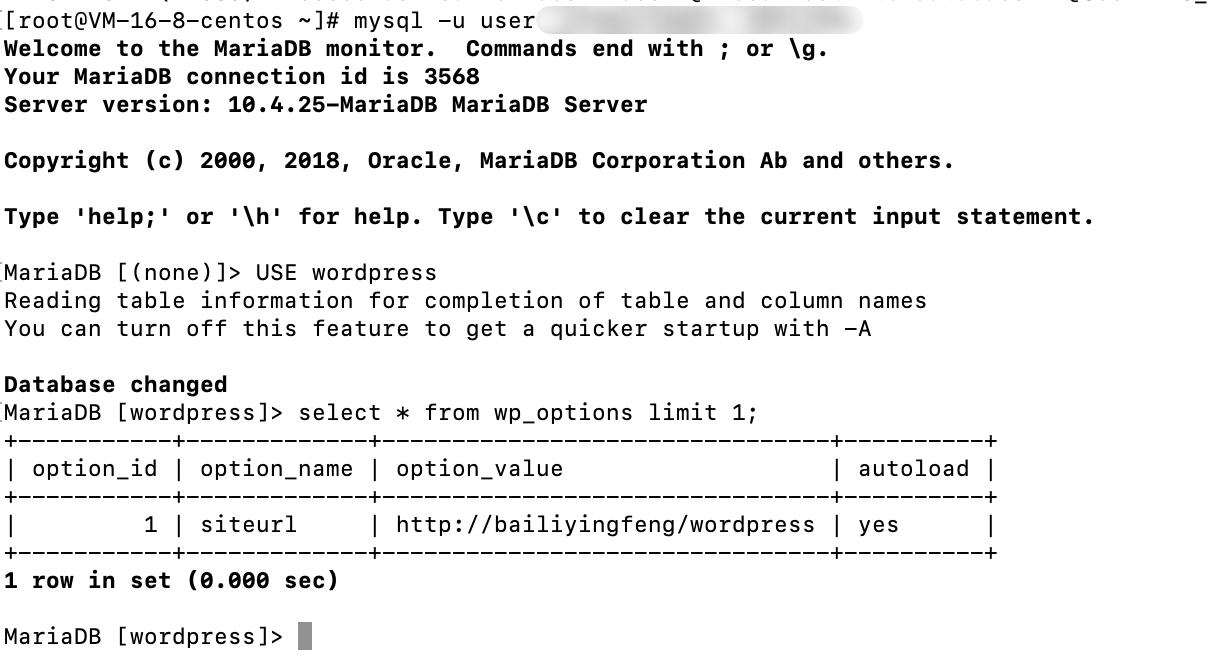 [root@VM-16-8-centos ~]# mysql -u user
Welcome to the MariaDB monitor.  Commands end with ; or \g.
Your MariaDB connection id is 3568
Server version: 10.4.25-MariaDB MariaDB Server

Copyright (c) 2000, 2018, Oracle, MariaDB Corporation Ab and others.

Type 'help;' or '\h' for help. Type '\c' to clear the current input statement.

MariaDB [(none)]> USE wordpress
Reading table information for completion of table and column names
You can turn off this feature to get a quicker startup with -A

Database changed
MariaDB [wordpress]> select * from wp_options limit 1;
+-----------+-------------+--------------------------------+----------+
| option_id | option_name | option_value                   | autoload |
+-----------+-------------+--------------------------------+----------+
|         1 | siteurl     | http://bailiyingfeng/wordpress | yes      |
+-----------+-------------+--------------------------------+----------+
1 row in set (0.000 sec)

MariaDB [wordpress]>